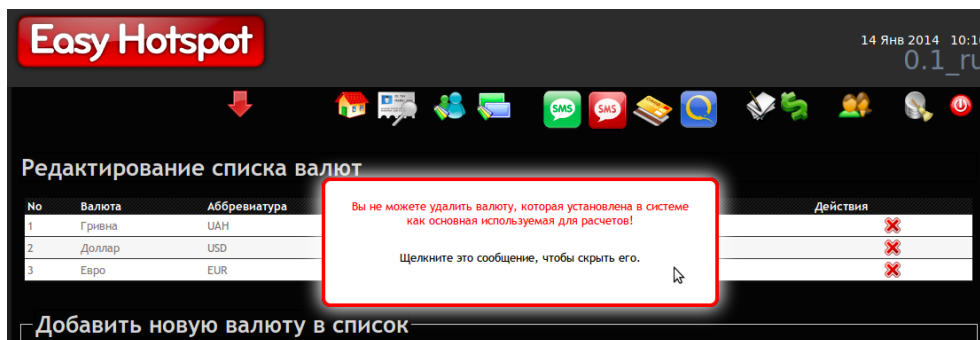 Easy Hotspot
14 Янв 2014 10:10
0.1_ru
SMS SMS
Редактирование списка валют
No Валюта Аббревиатура Действия
1 Гривна UAH
2 Доллар USD
3 Евро EUR
Вы не можете удалить валюту, которая установлена в системе
как основная используемая для расчетов!
Щелкните это сообщение, чтобы скрыть его.
Добавить новую валюту в список